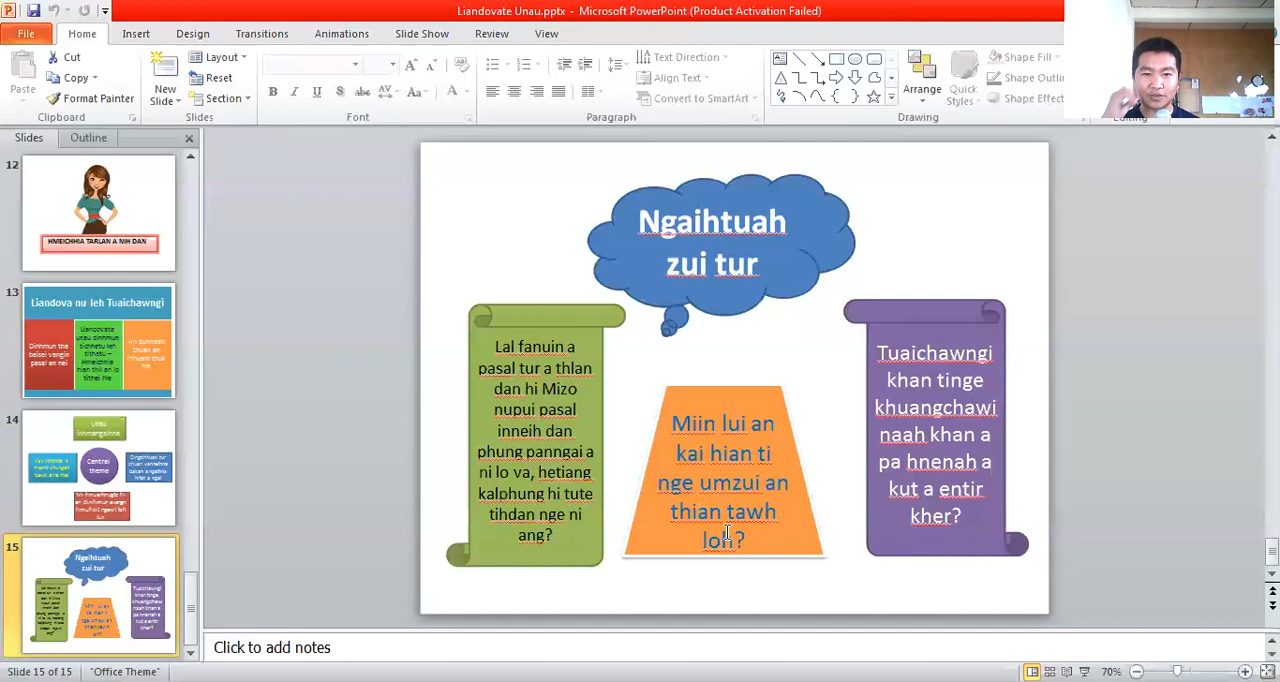 Liandovate Unau.pptx - Microsoft PowerPoint (Product Activation Failed)
File Home Insert Design Transitions Animations Slide Show Review View
Paste
Cut
Copy
Format Painter
Clipboard
New
Slide
Layout
Reset
Section
Slides
Font
Text Direction
Align Text
Convert to SmartArt
Paragraph
Arrange
Quick
Styles
Shape Fill
Shape Outlin
Shape Effect
Drawing
Editing
Slides Outline
12
HMEICHHIA TARLAN A NIH DAN
13
Liandova nu leh Tuaichawngi
14
Central
theme
15
Ngaihtuah
zui tur
Ngaihtuah
zui tur
Lal fanuin a
pasal tur a thlan
dan hi Mizo
nupui pasal
inneih dan
phung panngai a
ni lo va, hetiang
kalphung hi tute
tihdan nge ni
ang?
Miin lui an
kai hian ti
nge umzui an
thian tawh
loh?
Tuaichawngi
khan tinge
khuangchawi
naah khan a
pa hnenah a
kut a entir
kher?
Click to add notes
Slide 15 of 15
"Office Theme"
70%